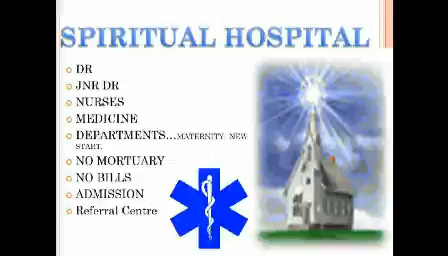 SPIRITUAL HOSPITAL
DR
JNR DR
NURSES
MEDICINE
DEPARTMENTS...MATERNITY NEW
START.
NO MORTUARY
NO BILLS
ADMISSION
Referral Centre